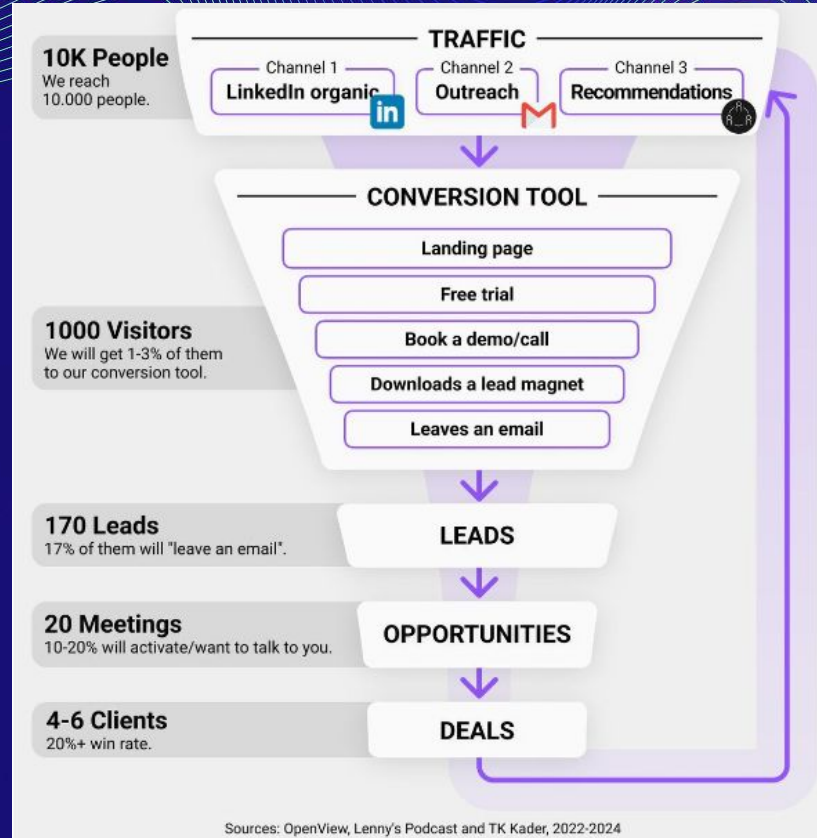 TRAFFIC
10K People
We reach
10.000 people.
Channel 1
LinkedIn organic
in
Channel 2
Outreach
Channel 3
Recommendations
CONVERSION TOOL
Landing page
Free trial
Book a demo/call
Downloads a lead magnet
Leaves an email
1000 Visitors
We will get 1-3% of them
to our conversion tool.
170 Leads
17% of them will "leave an email".
LEADS
20 Meetings
10-20% will activate/want to talk to you.
OPPORTUNITIES
4-6 Clients
20%+ win rate.
DEALS
Sources: OpenView, Lenny's Podcast and TK Kader, 2022-2024